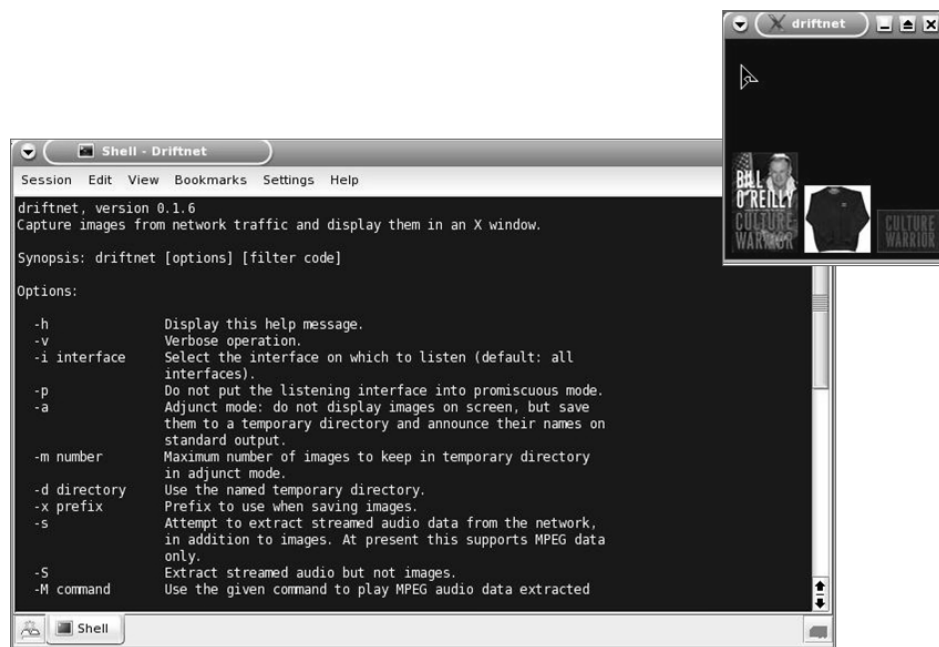 driftnet
BILL
O'REILLY
CULTURE
WARRIOR
CULTURE
WARRIOR
Shell - Driftnet
Session Edit View Bookmarks Settings Help
driftnet, version 0.1.6
Capture images from network traffic and display them in an X window.
Synopsis: driftnet [options] [filter code]
Options:
-h Display this help message.
-v Verbose operation.
-i interface Select the interface on which to listen (default: all
interfaces).
-p Do not put the listening interface into promiscuous mode.
-a Adjunct mode: do not display images on screen, but save
them to a temporary directory and announce their names on
standard output.
-m number Maximum number of images to keep in temporary directory
in adjunct mode.
-d directory Use the named temporary directory.
-x prefix Prefix to use when saving images.
-s Attempt to extract streamed audio data from the network,
in addition to images. At present this supports MPEG data
only.
-S Extract streamed audio but not images.
-M command Use the given command to play MPEG audio data extracted
Shell